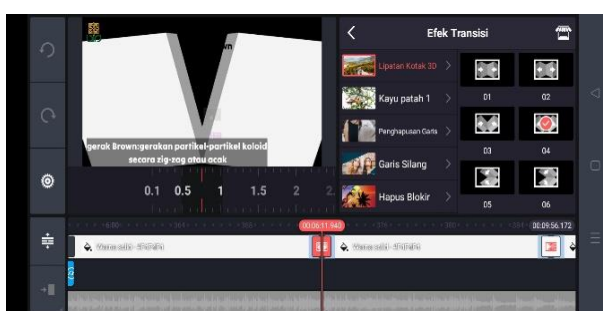 Efek Transisi
Lipatan Kotak 3D
Kayu patah 1
Penghapusan Garis
Garis Silang
Hapus Blokir
01
02
03
04
05
06
gerak Brown:gerakan partikel-partikel koloid
secara zig-zag atau acak
0.1 0.5 1 1.5 2 2.
00:06:11.940
00:09:56.172